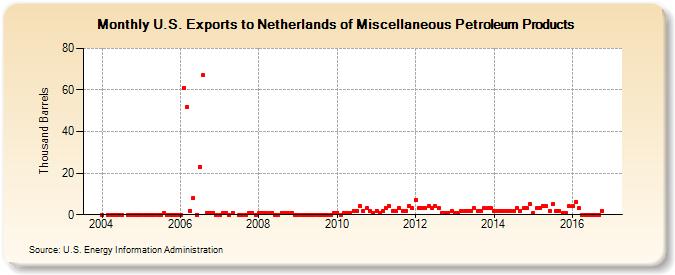 Monthly U.S. Exports to Netherlands of Miscellaneous Petroleum Products
Thousand Barrels
80
60
40
20
0
2004 2006 2008 2010 2012 2014 2016
Source: U.S. Energy Information Administration